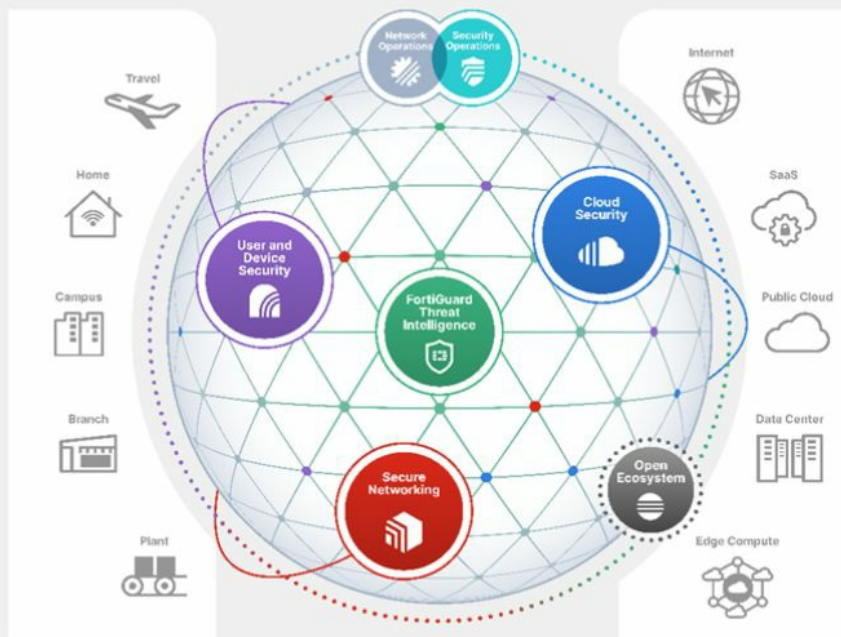 Network
Operations
Security
Operations
Travel
Home
Campus
Branch
Plant
User and
Device
Security
Cloud
Security
FortiGuard
Threat
Intelligence
Secure
Networking
Open
Ecosystem
Internet
SaaS
Public Cloud
Data Center
Edge Compute